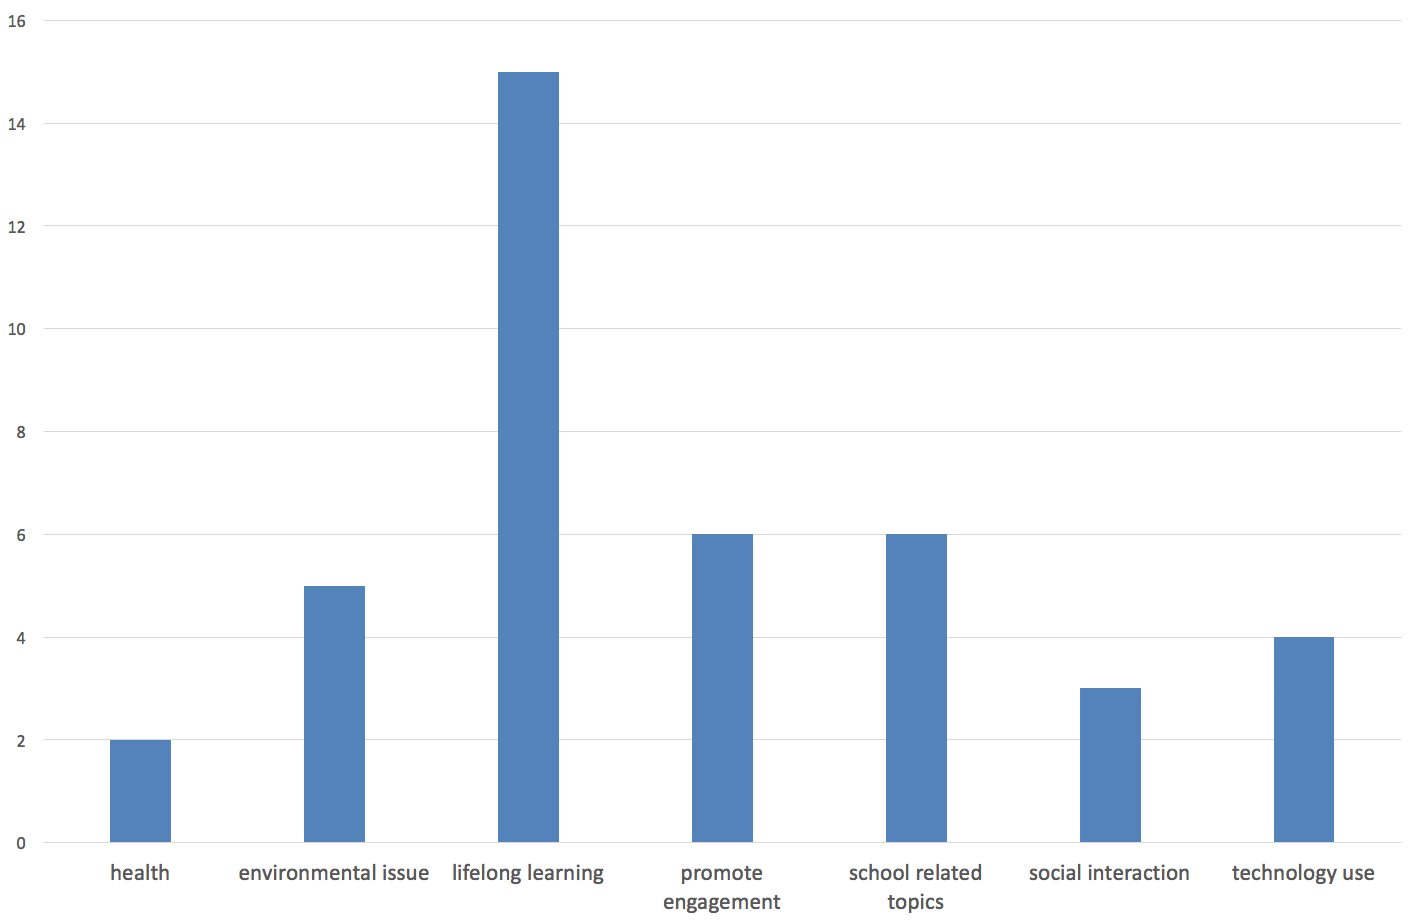 16
14
12
10
8
6
4
2
0
health
environmental issue
lifelong learning
promote
engagement
school related
topics
social interaction
technology use